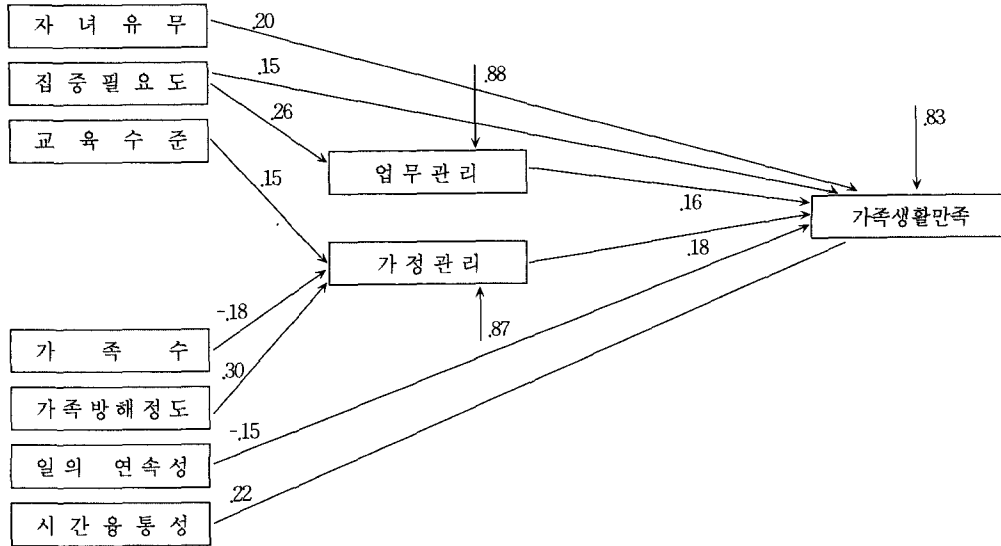 자녀유무
.20
집중필요도
.15
.88
.26
.83
교육수준
.15
업무관리
.16
가족생활만족
가정관리
.18
-.18
.87
가족수
.30
가족방해정도
-.15
일의 연속성
.22
시간융통성